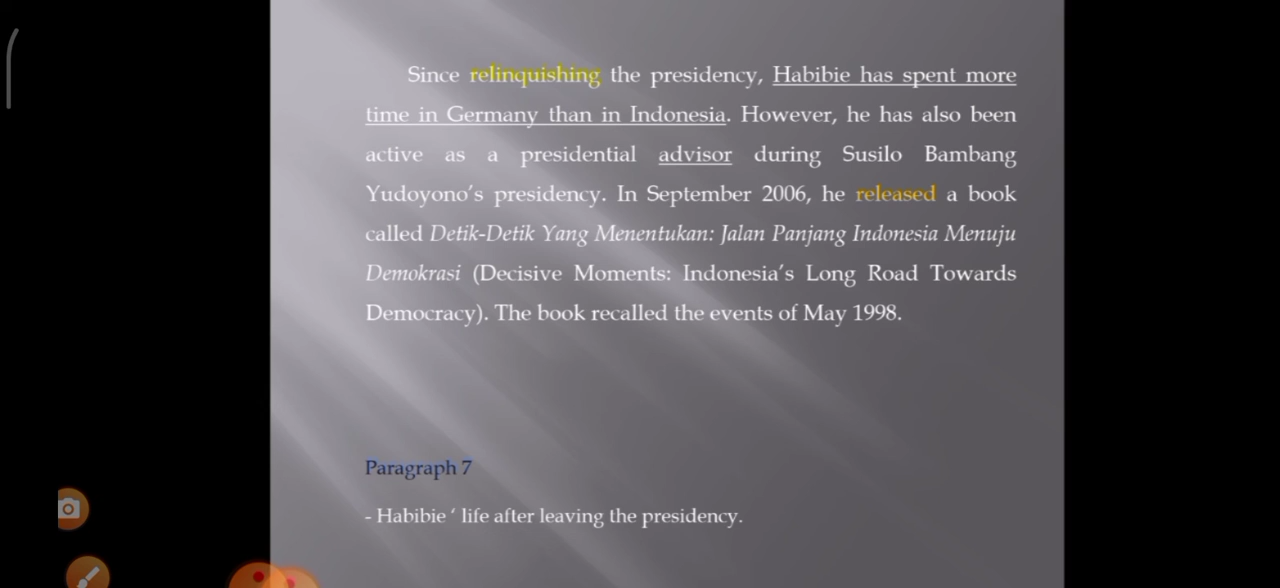 Since relinquishing the presidency, Habibie has spent more
time in Germany than in Indonesia. However, he has also been
active as a presidential advisor during Susilo Bambang
Yudoyono's presidency. In September 2006, he released a book
called Detik-Detik Yang Menentukan: Jalan Panjang Indonesia Menuju
Demokrasi (Decisive Moments: Indonesia's Long Road Towards
Democracy). The book recalled the events of May 1998.
Paragraph 7
- Habibie ‘ life after leaving the presidency.